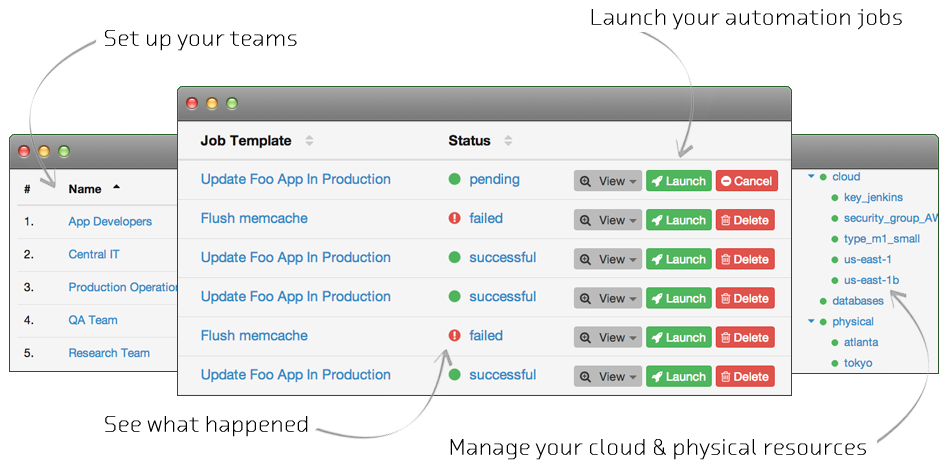 Launch your automation jobs
Set up your teams
# Name
1. App Developers
2. Central IT
3. Production Operation
4. QA Team
5. Research Team
Job Template Status
Update Foo App In Production pending View Launch Cancel
Flush memcache failed View Launch Delete
Update Foo App In Production successful View Launch Delete
Update Foo App In Production successful View Launch Delete
Flush memcache failed View Launch Delete
Update Foo App In Production successful View Launch Delete
cloud
key_jenkins
security_group_AW
type_m1_small
us-east-1
us-east-1b
databases
physical
atlanta
tokyo
See what happened
Manage your cloud & physical resources